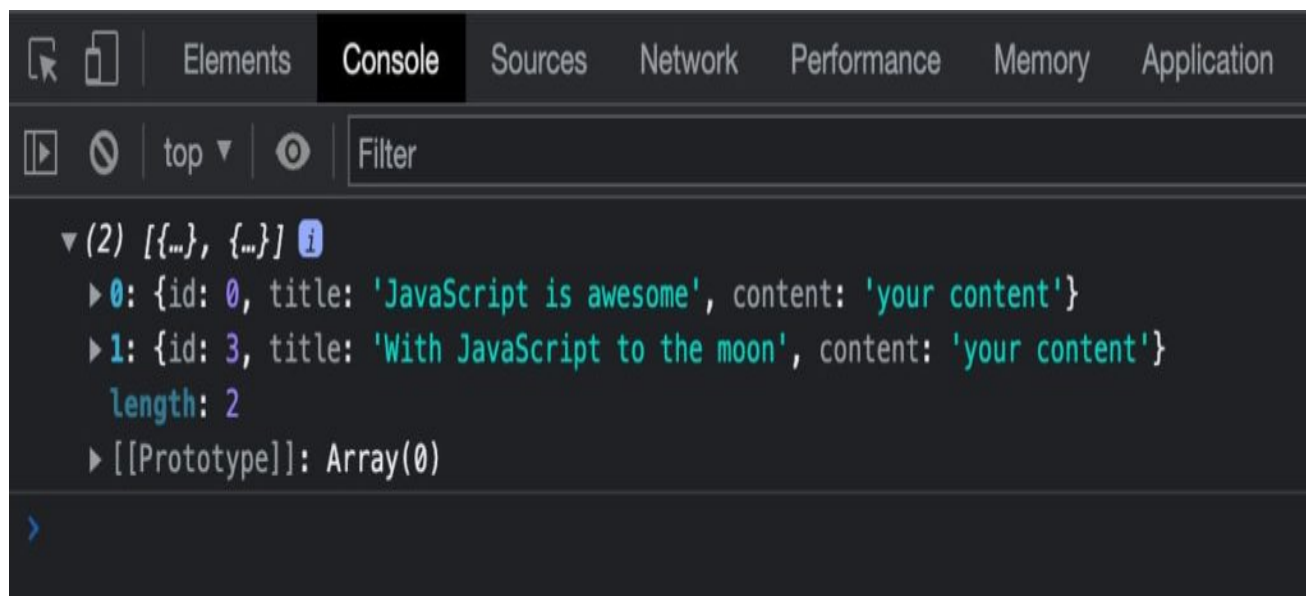 Elements Console Sources Network Performance Memory Application
top ▼ Filter
▼(2) [{…}, {…}] i
▶0: {id: 0, title: 'JavaScript is awesome', content: 'your content'}
▶1: {id: 3, title: 'With JavaScript to the moon', content: 'your content'}
length: 2
▶[[Prototype]]: Array(0)
>